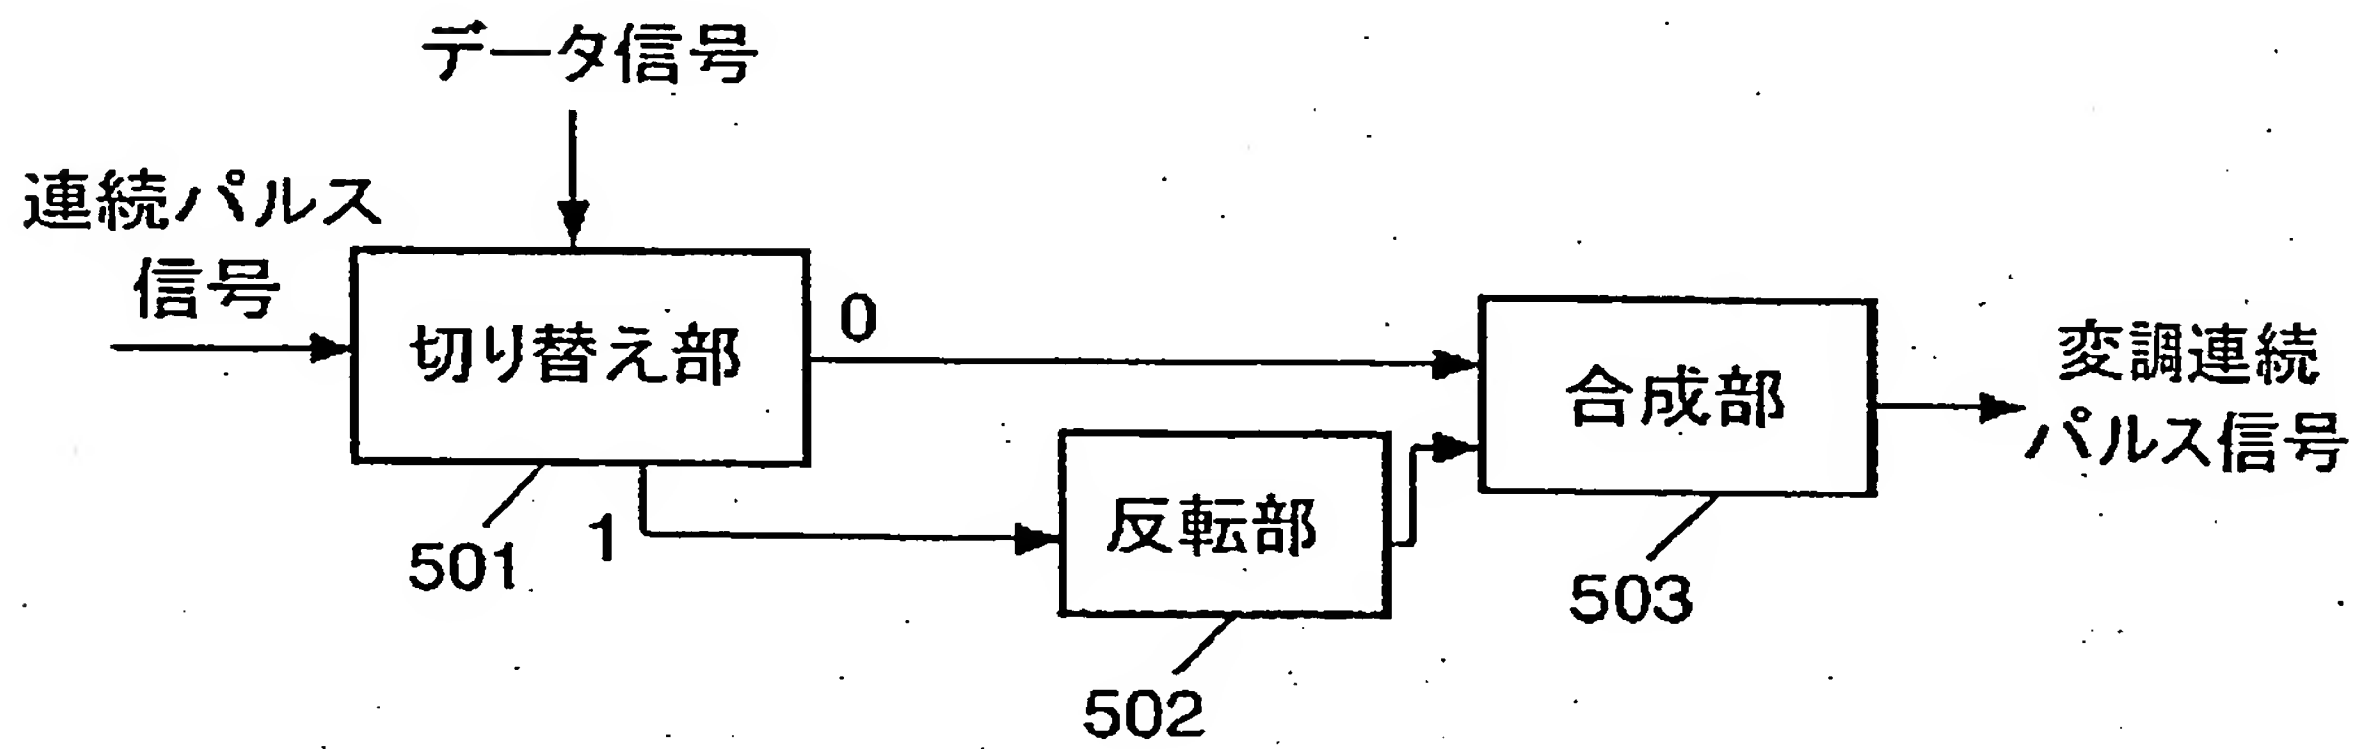 データ信号
連続パルス
信号
切り替え部
0
合成部
変調連続
パルス信号
501
1
反転部
503
502